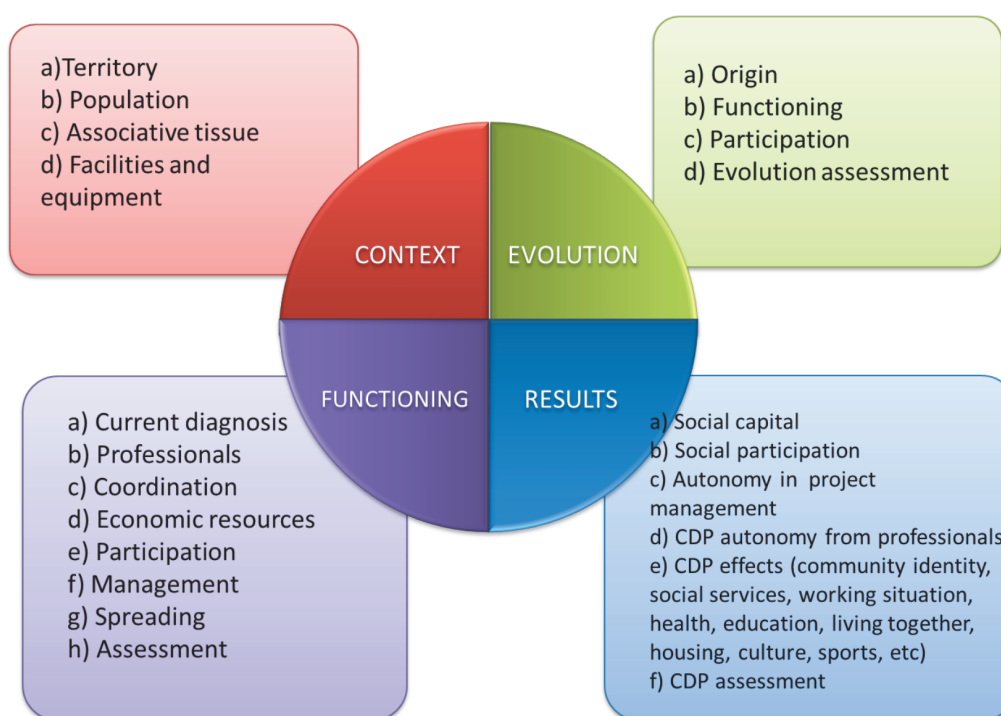 a)Territory
b) Population
c) Associative tissue
d) Facilities and
equipment
a) Origin
b) Functioning
c) Participation
d) Evolution assessment
CONTEXT
EVOLUTION
FUNCTIONING
RESULTS
a) Current diagnosis
b) Professionals
c) Coordination
d) Economic resources
e) Participation
f) Management
g) Spreading
h) Assessment
a) Social capital
b) Social participation
c) Autonomy in project
management
d) CDP autonomy from professionals
e) CDP effects (community identity,
social services, working situation,
health, education, living together,
housing, culture, sports, etc)
f) CDP assessment